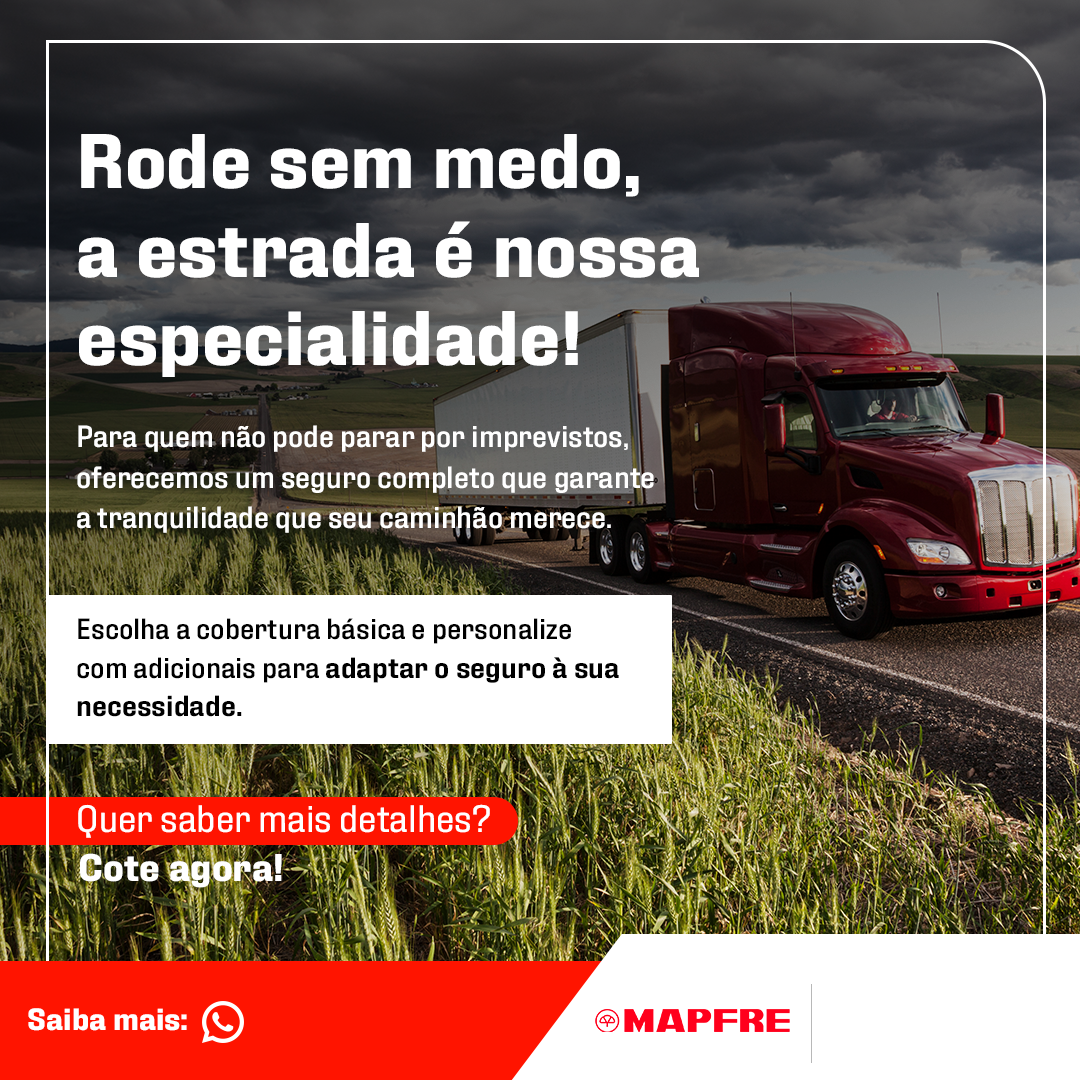 Rode sem medo,
a estrada é nossa
especialidade!
Para quem não pode parar por imprevistos,
oferecemos um seguro completo que garante
a tranquilidade que seu caminhão merece.
Escolha a cobertura básica e personalize
com adicionais para adaptar o seguro à sua
necessidade.
Quer saber mais detalhes?
Cote agora!
Saiba mais:
MAPFRE